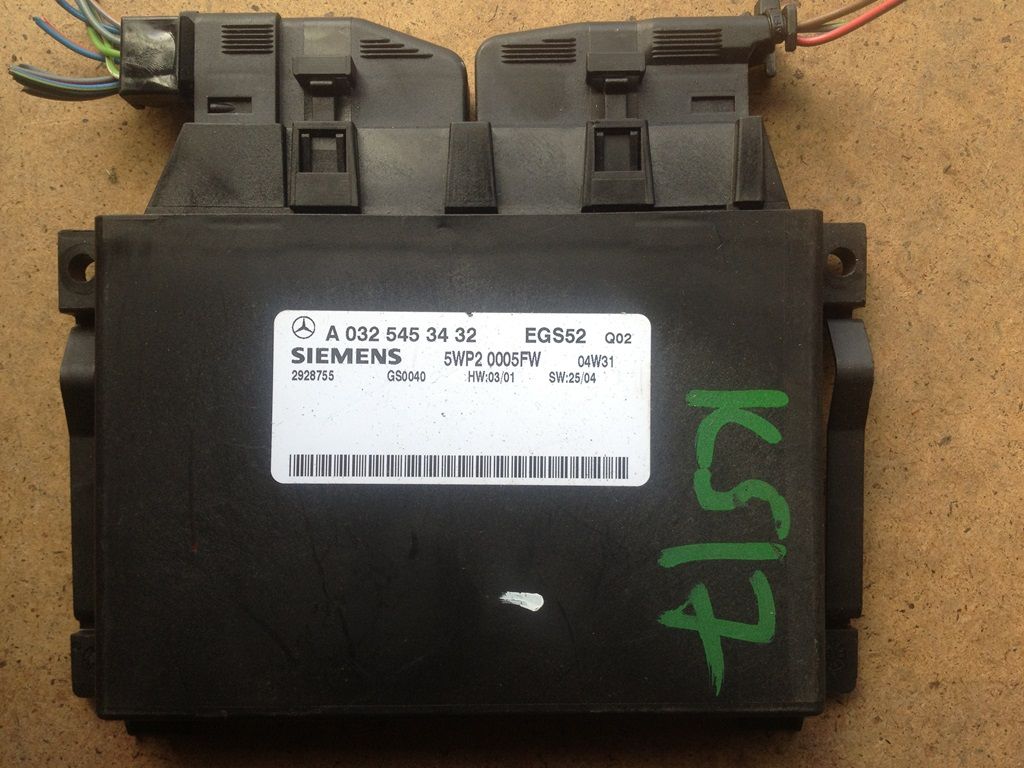 A 032 545 34 32 EGS52 Q02
SIEMENS 5WP2 0005FW 04W31
2928755 GS0040 HW:03/01 SW:25/04
K517